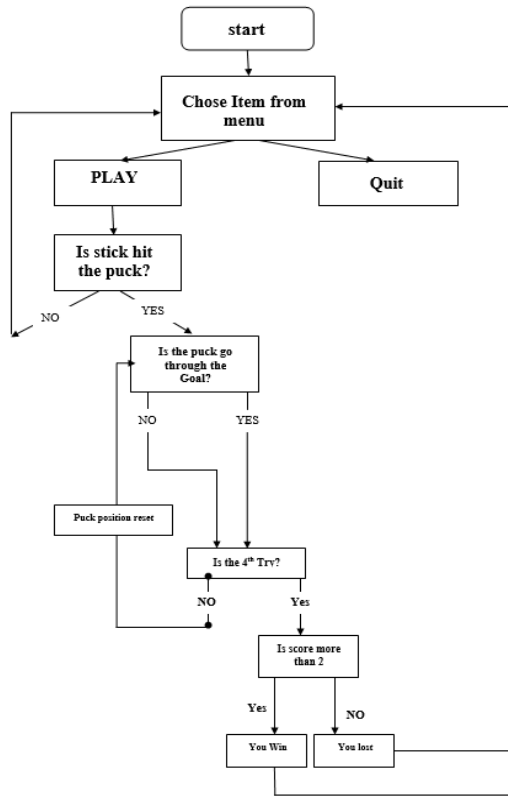 start
Chose Item from
menu
PLAY
Quit
Is stick hit
the puck?
NO
YES
Is the puck go
through the
Goal?
NO
YES
Puck position reset
Is the 4th Try?
NO
Yes
Is score more
than 2
Yes
NO
You Win
You lost